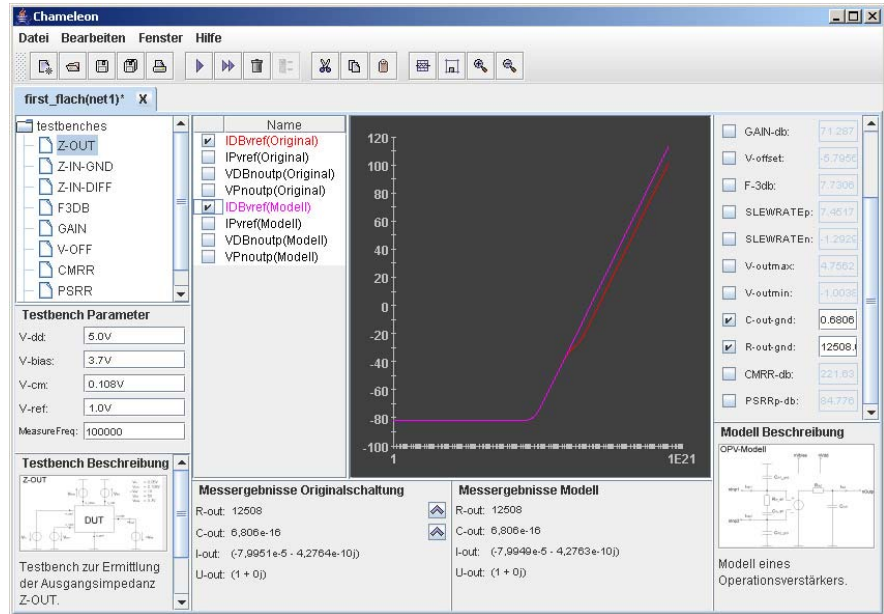 Chameleon
Datei Bearbeiten Fenster Hilfe
first_flach(net1)* X
testbenches
Z-OUT
Z-IN-GND
Z-IN-DIFF
F3DB
GAIN
V-OFF
CMRR
PSRR
Testbench Parameter
V-dd: 5.0V
V-bias: 3.7V
V-cm: 0.108V
V-ref: 1.0V
MeasureFreq: 100000
Testbench Beschreibung
Z-OUT
DUT
Testbench zur Ermittlung
der Ausgangsimpedanz
Z-OUT.
Name
IDBvref(Original)
IPvref(Original)
VDBnoutp(Original)
VPnoutp(Original)
IDBvref(Modell)
IPvref(Modell)
VDBnoutp(Modell)
VPnoutp(Modell)
120
100
80
60
40
20
0
-20
-40
-60
-80
-100
1 1E21
Messergebnisse Originalschaltung
R-out: 12508
C-out: 6,806e-16
I-out: (-7,9951e-5 - 4,2764e-10j)
U-out: (1 + 0j)
Messergebnisse Modell
R-out: 12508
C-out: 6,806e-16
I-out: (-7,9949e-5 - 4,2763e-10j)
U-out: (1 + 0j)
GAIN-db: 71.287
V-offset: -5.7956
F-3db: 7.7306
SLEWRATEp: 7.4517
SLEWRATEn: -1.2929
V-outmax: 4.7562
V-outmin: -1.0035
C-out-gnd: 0.6806
R-out-gnd: 12508.
CMRR-db: 221.63
PSRRp-db: 84.776
Modell Beschreibung
OPV-Modell
Modell eines
Operationsverstärkers.